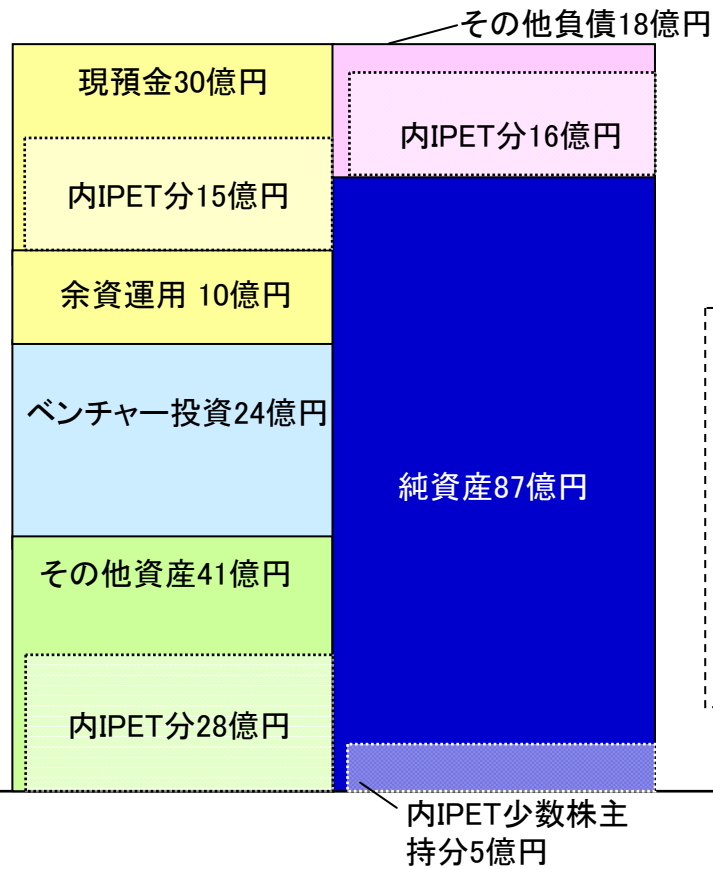 その他負債18億円
現預金30億円
内IPET分16億円
内IPET分15億円
余資運用 10億円
ベンチャー投資24億円
純資産87億円
その他資産41億円
内IPET分28億円
内IPET少数株主
持分5億円